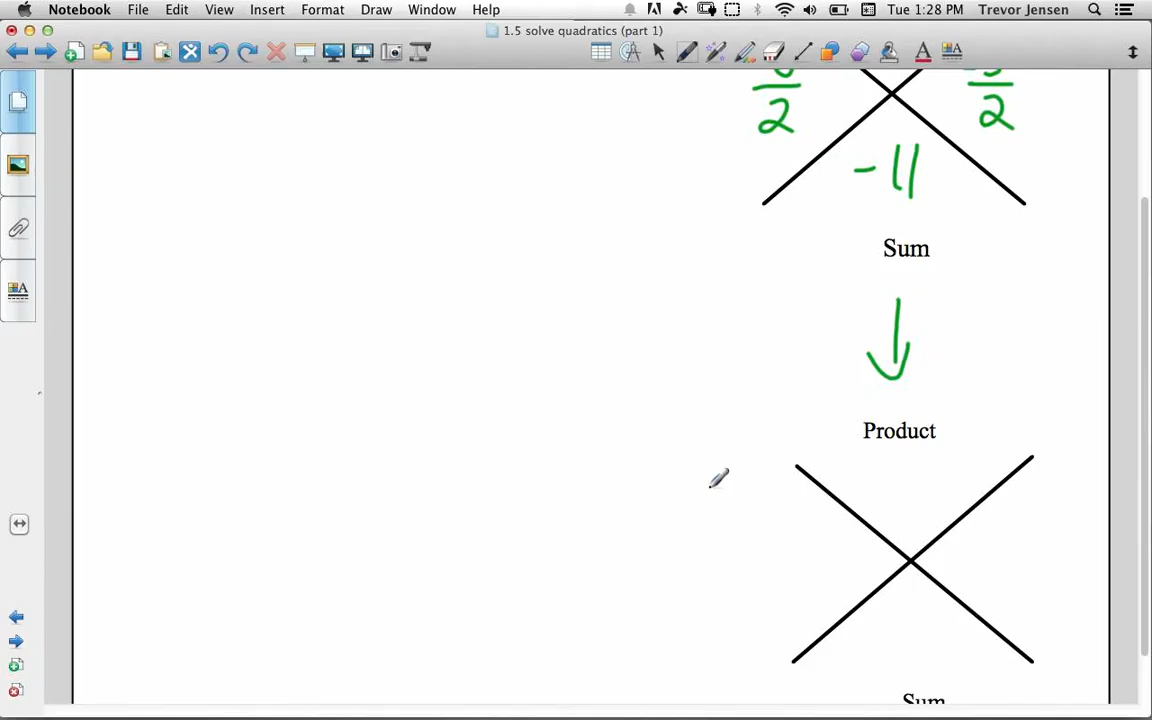 Notebook File Edit View Insert Format Draw Window Help Tue 1:28 PM Trevor Jensen
1.5 solve quadratics (part 1)
2
2
-11
Sum
Product
Sum